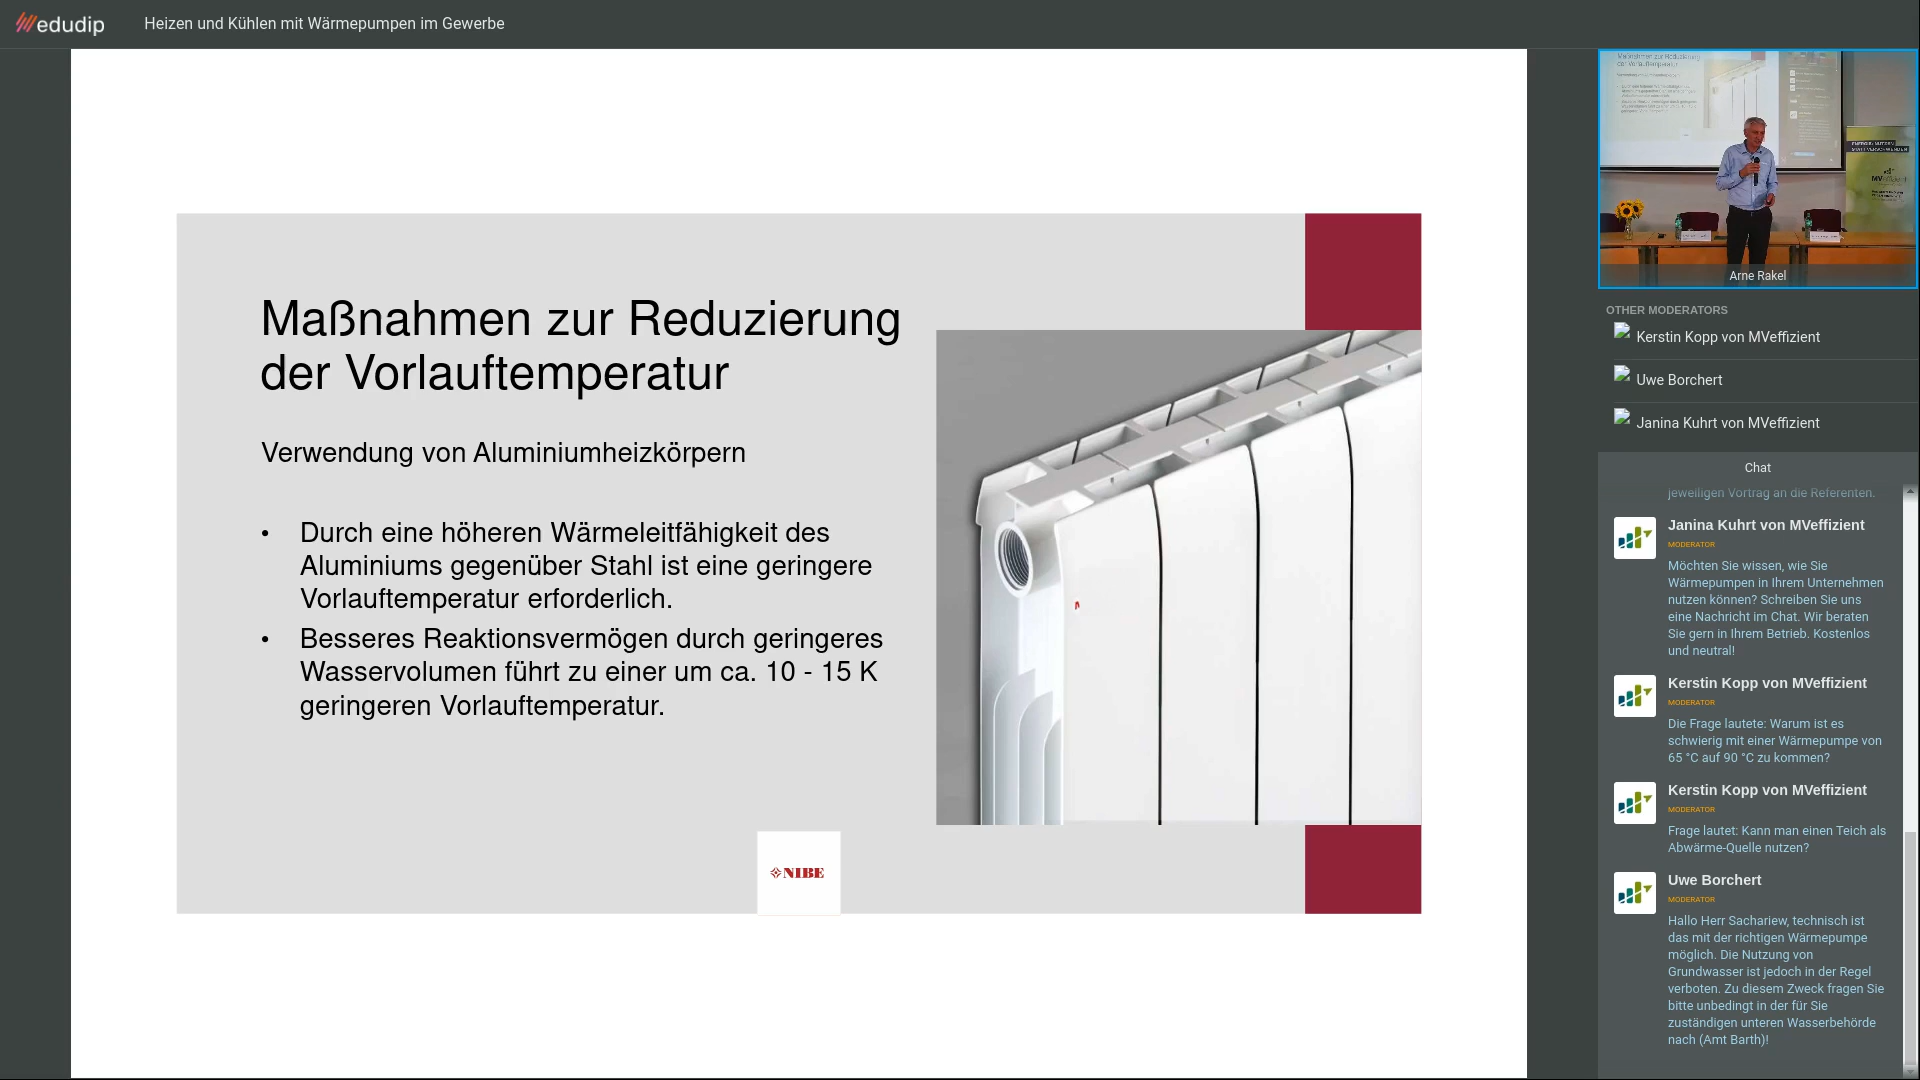 edudip
Heizen und Kühlen mit Wärmepumpen im Gewerbe
Maßnahmen zur Reduzierung
der Vorlauftemperatur
Verwendung von Aluminiumheizkörpern
• Durch eine höheren Wärmeleitfähigkeit des
Aluminiums gegenüber Stahl ist eine geringere
Vorlauftemperatur erforderlich.
• Besseres Reaktionsvermögen durch geringeres
Wasservolumen führt zu einer um ca. 10 - 15 K
geringeren Vorlauftemperatur.
NIBE
Maßnahmen zur Reduzierung
der Vorlauftemperatur
MVeffizient
Arne Rakel
OTHER MODERATORS
Kerstin Kopp von MVeffizient
Uwe Borchert
Janina Kuhrt von MVeffizient
Chat
jeweiligen Vortrag an die Referenten.
Janina Kuhrt von MVeffizient
MODERATOR
Möchten Sie wissen, wie Sie
Wärmepumpen in Ihrem Unternehmen
nutzen können? Schreiben Sie uns
eine Nachricht im Chat. Wir beraten
Sie gern in Ihrem Betrieb. Kostenlos
und neutral!
Kerstin Kopp von MVeffizient
MODERATOR
Die Frage lautete: Warum ist es
schwierig mit einer Wärmepumpe von
65 °C auf 90 °C zu kommen?
Kerstin Kopp von MVeffizient
MODERATOR
Frage lautet: Kann man einen Teich als
Abwärme-Quelle nutzen?
Uwe Borchert
MODERATOR
Hallo Herr Sachariew, technisch ist
das mit der richtigen Wärmepumpe
möglich. Die Nutzung von
Grundwasser ist jedoch in der Regel
verboten. Zu diesem Zweck fragen Sie
bitte unbedingt in der für Sie
zuständigen unteren Wasserbehörde
nach (Amt Barth)!